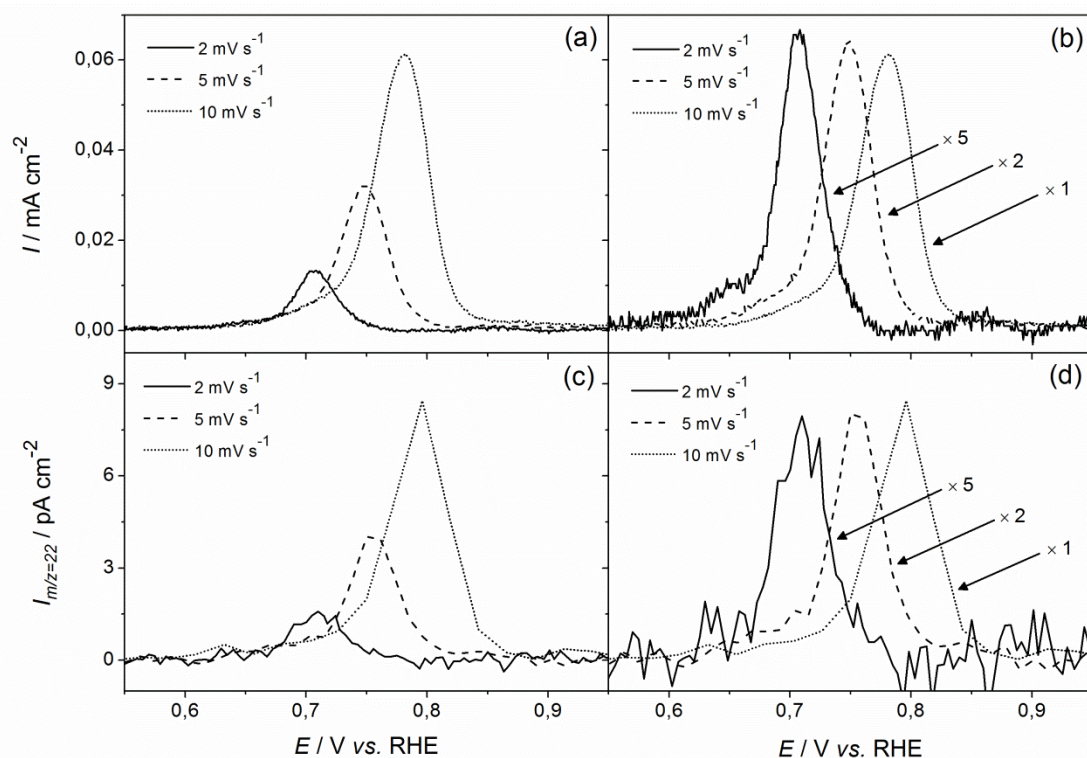 (a)
2 mV s⁻¹
5 mV s⁻¹
10 mV s⁻¹
0,06
0,04
0,02
0,00
I / mA cm⁻²
(b)
2 mV s⁻¹
5 mV s⁻¹
10 mV s⁻¹
× 5
× 2
× 1
(c)
2 mV s⁻¹
5 mV s⁻¹
10 mV s⁻¹
9
6
3
0
I m/z=22 / pA cm⁻²
0,6 0,7 0,8 0,9
E / V vs. RHE
(d)
2 mV s⁻¹
5 mV s⁻¹
10 mV s⁻¹
× 5
× 2
× 1
0,6 0,7 0,8 0,9
E / V vs. RHE